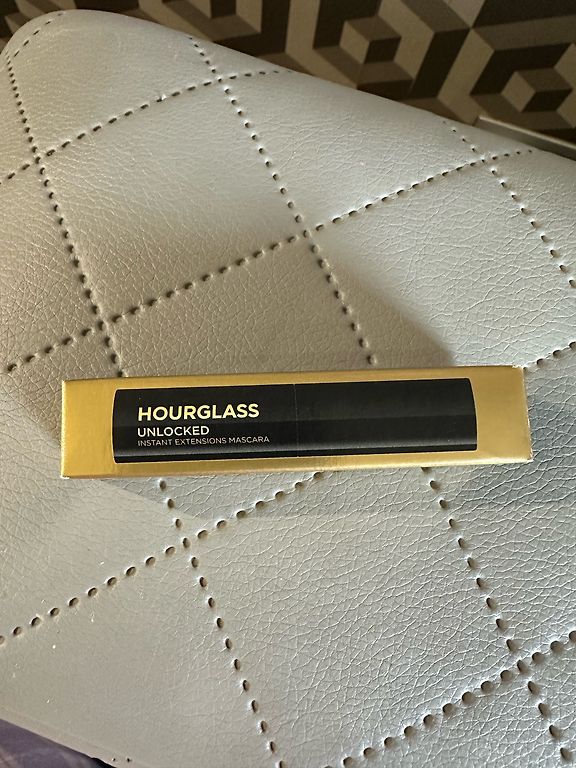 HOURGLASS
UNLOCKED
INSTANT EXTENSIONS MASCARA